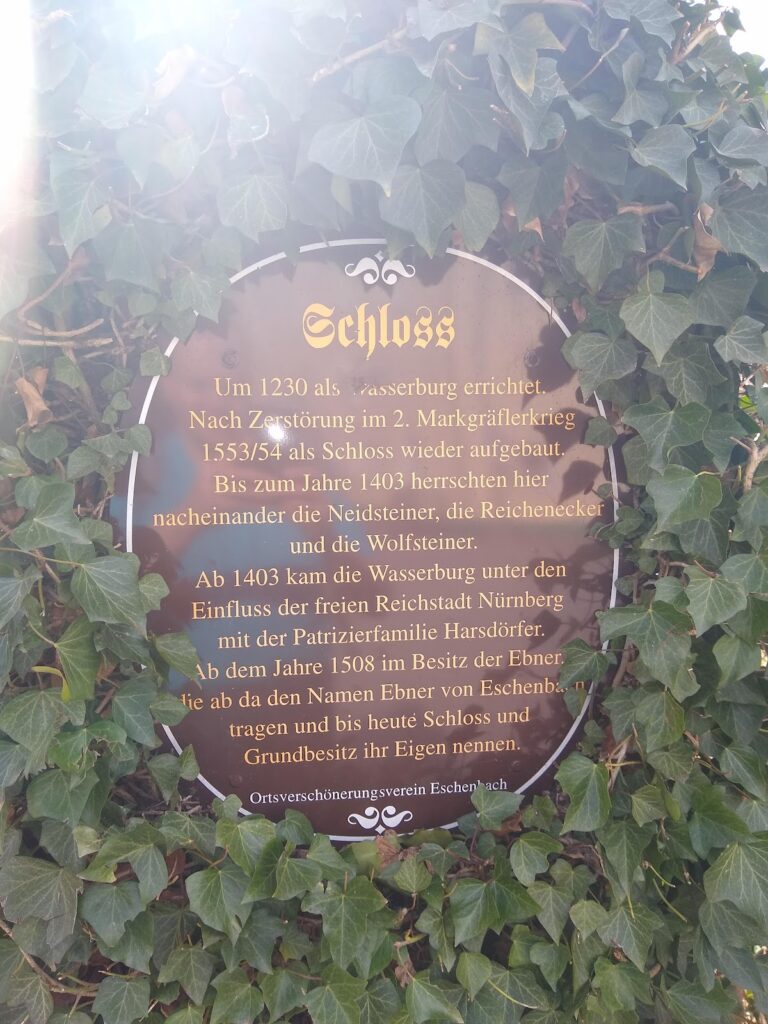 Schloss
Um 1230 als Wasserburg errichtet.
Nach Zerstörung im 2. Markgräflerkrieg
1553/54 als Schloss wieder aufgebaut.
Bis zum Jahre 1403 herrschten hier
nacheinander die Neidsteiner, die Reichenecker
und die Wolfsteiner.
Ab 1403 kam die Wasserburg unter den
Einfluss der freien Reichstadt Nürnberg
mit der Patrizierfamilie Harsdörfer.
Ab dem Jahre 1508 im Besitz der Ebner,
die ab da den Namen Ebner von Eschenbach
tragen und bis heute Schloss und
Grundbesitz ihr Eigen nennen.
Ortsverschönerungsverein Eschenbach